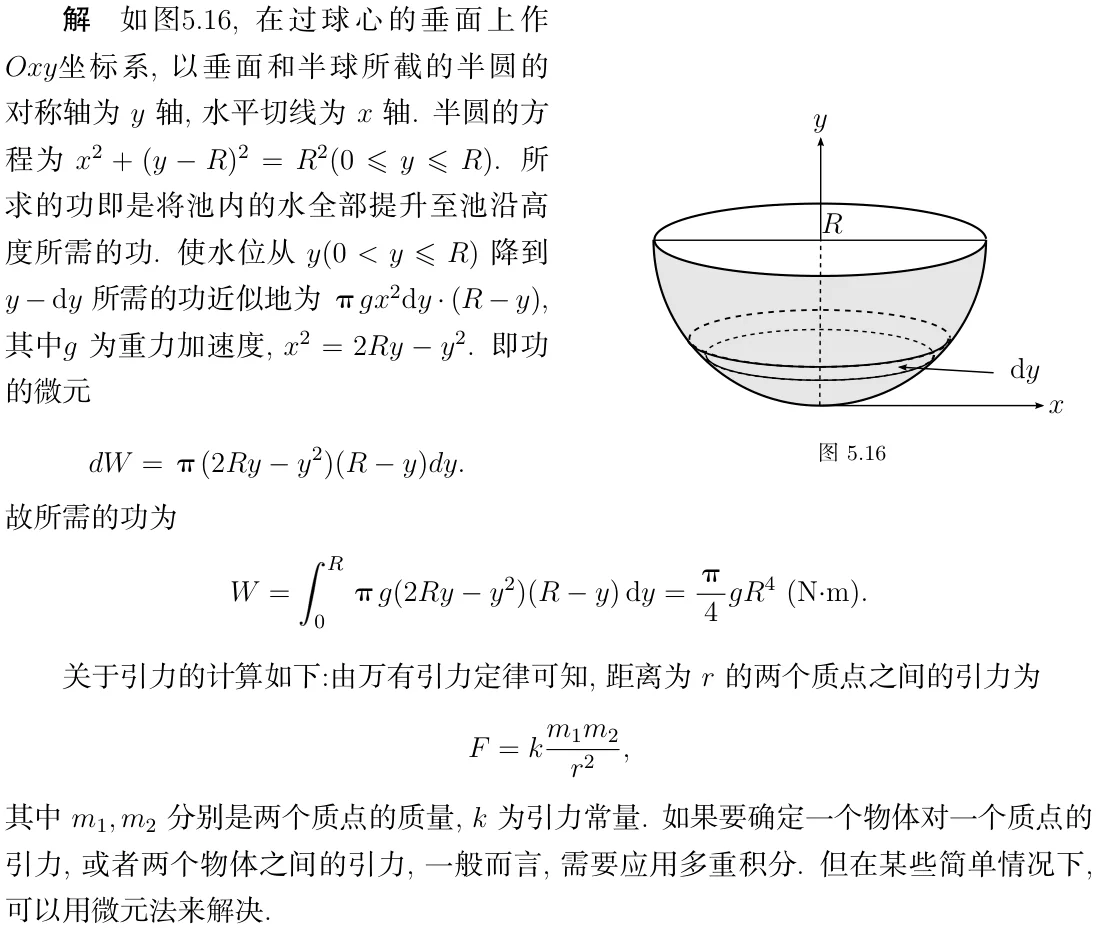 解 如图5.16, 在过球心的垂面上作
Oxy坐标系, 以垂面和半球所截的半圆的
对称轴为 y 轴, 水平切线为 x 轴. 半圆的方
程为 x² + (y − R)² = R²(0 ⩽ y ⩽ R). 所
求的功即是将池内的水全部提升至池沿高
度所需的功. 使水位从 y(0 < y ⩽ R) 降到
y − dy 所需的功近似地为 πgx²dy · (R − y),
其中g 为重力加速度, x² = 2Ry − y². 即功
的微元
dW = π(2Ry − y²)(R − y)dy.
y
R
dy
x
图 5.16
故所需的功为
W = ∫₀ᴿ πg(2Ry − y²)(R − y) dy = π/4 gR⁴ (N·m).
关于引力的计算如下:由万有引力定律可知, 距离为 r 的两个质点之间的引力为
F = k m₁m₂/r²,
其中 m₁, m₂ 分别是两个质点的质量, k 为引力常量. 如果要确定一个物体对一个质点的
引力, 或者两个物体之间的引力, 一般而言, 需要应用多重积分. 但在某些简单情况下,
可以用微元法来解决.